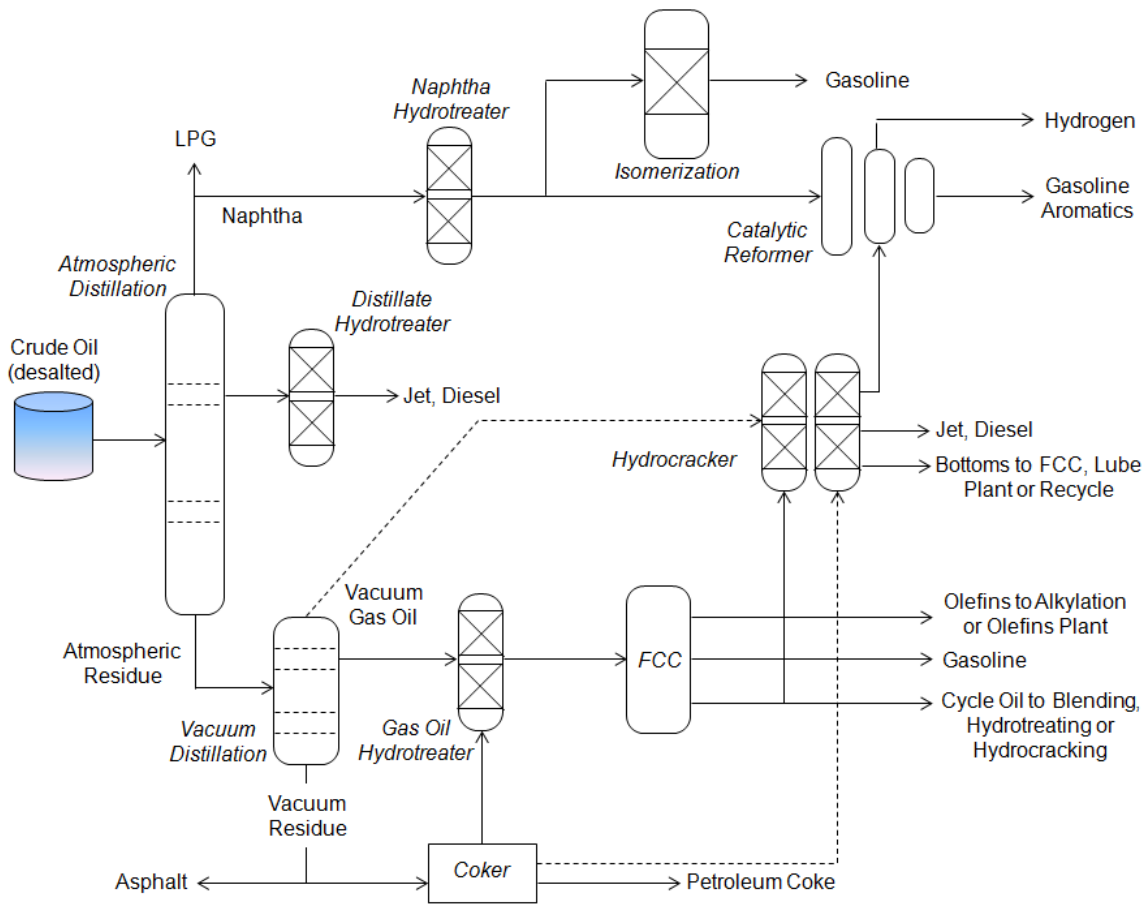 Naphtha
Hydrotreater
Gasoline
Hydrogen
LPG
Isomerization
Gasoline
Aromatics
Naphtha
Catalytic
Reformer
Atmospheric
Distillation
Distillate
Hydrotreater
Crude Oil
(desalted)
Jet, Diesel
Jet, Diesel
Hydrocracker
Bottoms to FCC, Lube
Plant or Recycle
Vacuum
Gas Oil
Olefins to Alkylation
or Olefins Plant
Atmospheric
Residue
FCC
Gasoline
Cycle Oil to Blending,
Hydrotreating or
Hydrocracking
Vacuum
Distillation
Gas Oil
Hydrotreater
Vacuum
Residue
Asphalt
Coker
Petroleum Coke